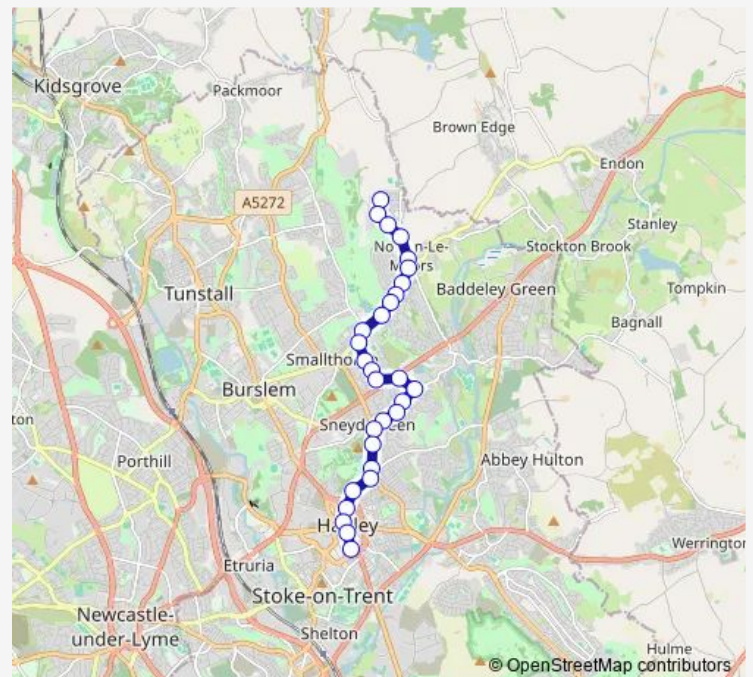 Kidsgrove
Packmoor
Brown Edge
Endon
A5272
Stanley
Stockton Brook
Tunstall
Baddeley Green
Tompkin
Bagnall
Burslem
Porthill
Abbey Hulton
Werrington
Etruria
Stoke-on-Trent
Newcastle-
under-Lyme
Shelton
Hulme
© OpenStreetMap contributors